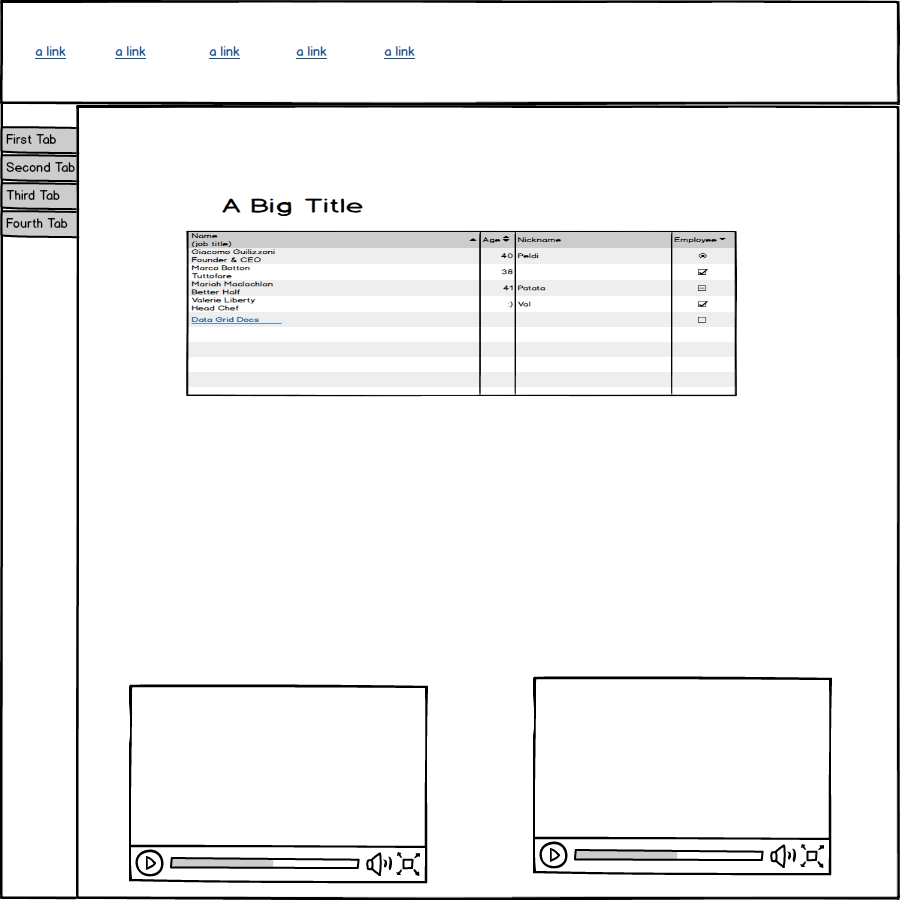 a link a link a link a link a link
First Tab
Second Tab
Third Tab
Fourth Tab
A Big Title
Name
(job title) Age Nickname Employee
Giacomo Guilizzoni
Founder & CEO 40 Peldi
Marco Botton
Tuttofare 38
Mariah Maclachlan
Better Half 41 Patata
Valerie Liberty
Head Chef :) Val
Data Grid Docs